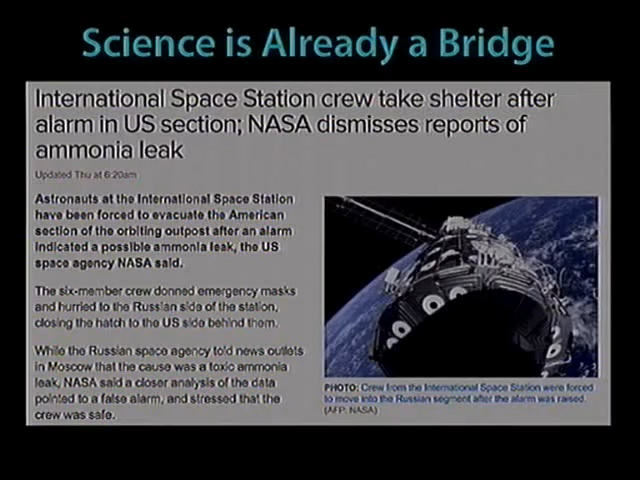 Science is Already a Bridge
International Space Station crew take shelter after
alarm in US section; NASA dismisses reports of
ammonia leak
Updated Thu at 6:20am
Astronauts at the International Space Station
have been forced to evacuate the American
section of the orbiting outpost after an alarm
indicated a possible ammonia leak, the US
space agency NASA said.
The six-member crew donned emergency masks
and hurried to the Russian side of the station,
closing the hatch to the US side behind them.
While the Russian space agency told news outlets
in Moscow that the cause was a toxic ammonia
leak, NASA said a closer analysis of the data
pointed to a false alarm, and stressed that the
crew was safe.
PHOTO: Crew from the International Space Station were forced
to move into the Russian segment after the alarm was raised.
(AFP: NASA)